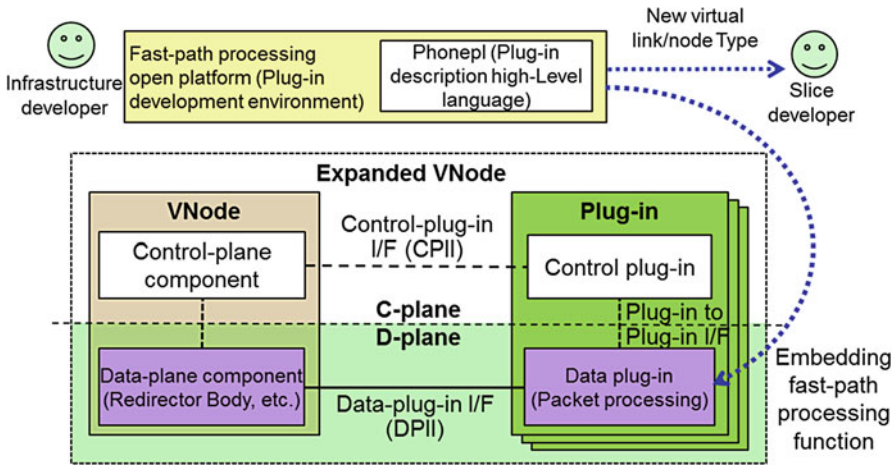 New virtual
link/node Type
Fast-path processing
open platform (Plug-in
development environment)
Phonepl (Plug-in
description high-Level
language)
Infrastructure
developer
Slice
developer
Expanded VNode
VNode
Plug-in
Control-plug-in
I/F (CPII)
Control-plane
component
Control plug-in
C-plane
D-plane
Plug-in to
Plug-in I/F
Data-plane component
(Redirector Body, etc.)
Data-plug-in I/F
(DPII)
Data plug-in
(Packet processing)
Embedding
fast-path
processing
function